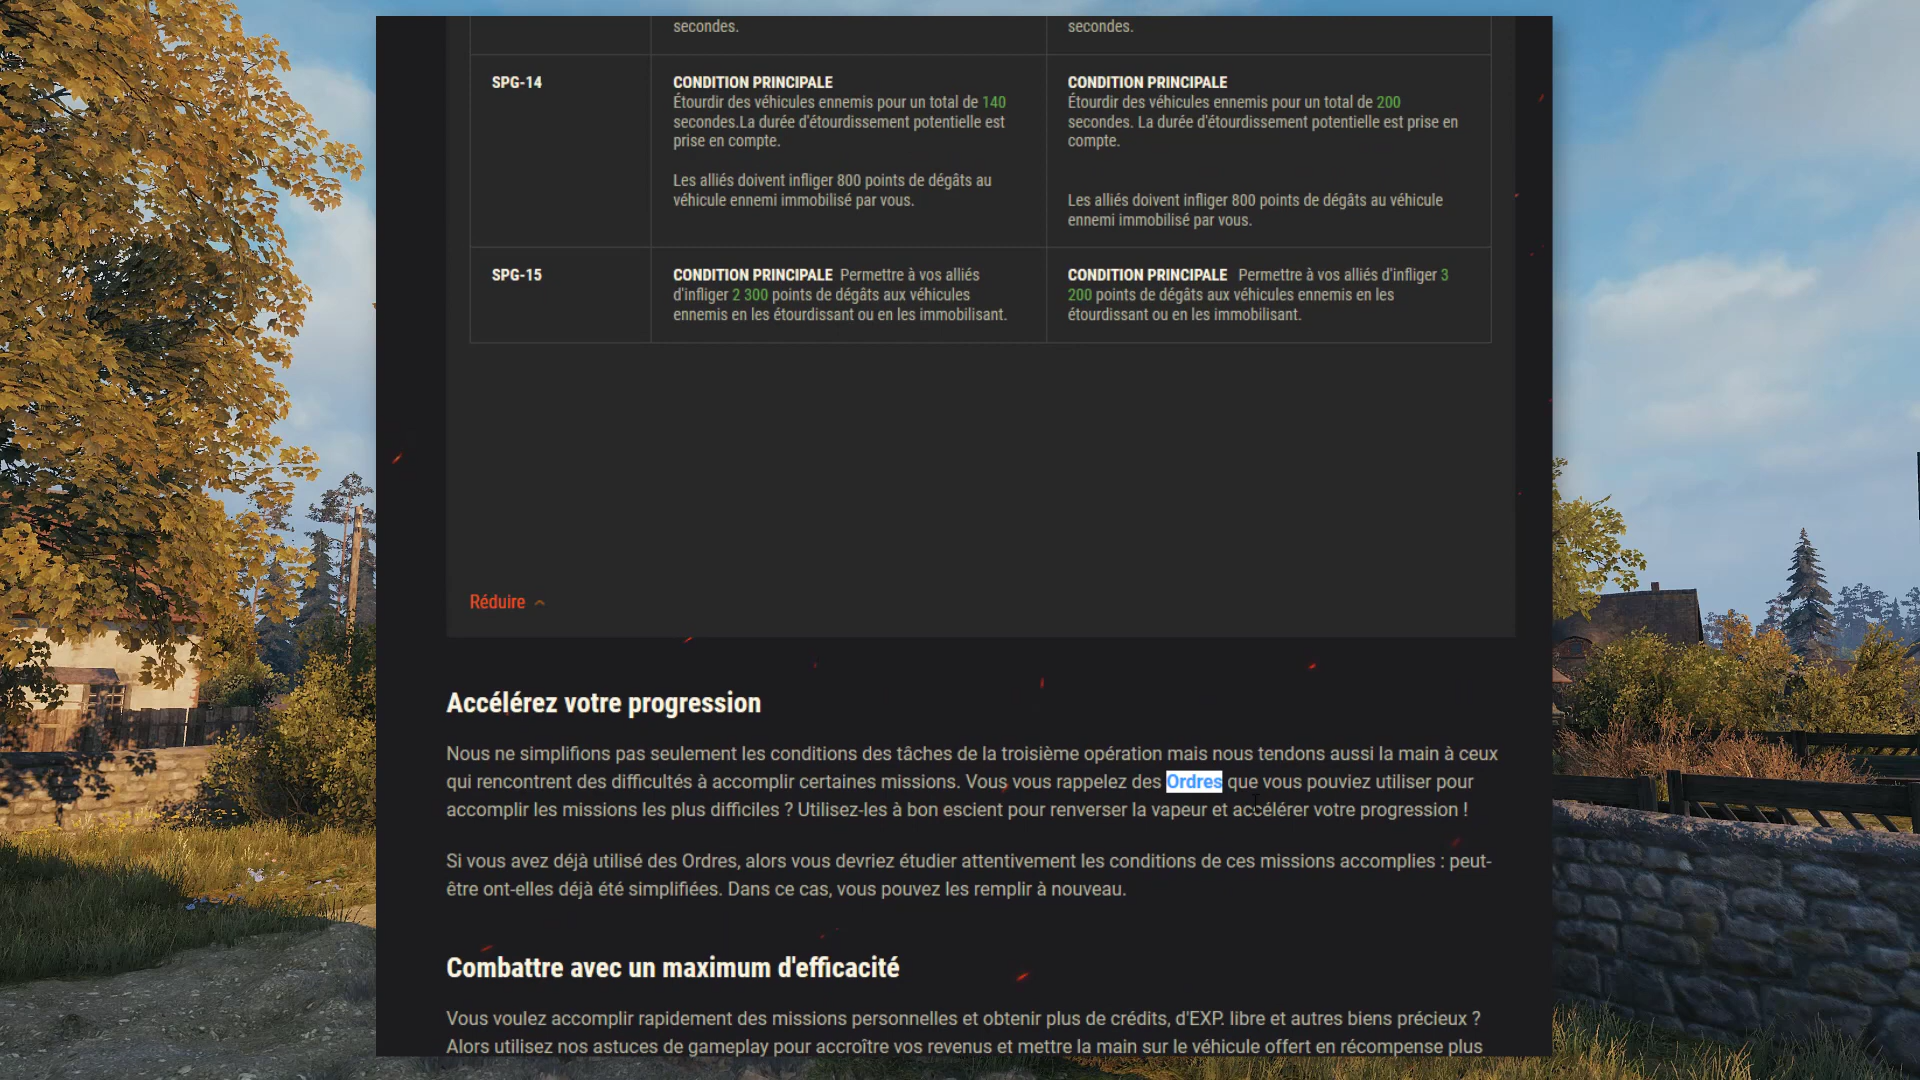 secondes.
secondes.
SPG-14
CONDITION PRINCIPALE
Étourdir des véhicules ennemis pour un total de 140
secondes.La durée d'étourdissement potentielle est
prise en compte.
Les alliés doivent infliger 800 points de dégâts au
véhicule ennemi immobilisé par vous.
CONDITION PRINCIPALE
Étourdir des véhicules ennemis pour un total de 200
secondes. La durée d'étourdissement potentielle est prise en
compte.
Les alliés doivent infliger 800 points de dégâts au véhicule
ennemi immobilisé par vous.
SPG-15
CONDITION PRINCIPALE Permettre à vos alliés
d'infliger 2 300 points de dégâts aux véhicules
ennemis en les étourdissant ou en les immobilisant.
CONDITION PRINCIPALE Permettre à vos alliés d'infliger 3
200 points de dégâts aux véhicules ennemis en les
étourdissant ou en les immobilisant.
Réduire
Accélérez votre progression
Nous ne simplifions pas seulement les conditions des tâches de la troisième opération mais nous tendons aussi la main à ceux
qui rencontrent des difficultés à accomplir certaines missions. Vous vous rappelez des Ordres que vous pouviez utiliser pour
accomplir les missions les plus difficiles ? Utilisez-les à bon escient pour renverser la vapeur et accélérer votre progression !
Si vous avez déjà utilisé des Ordres, alors vous devriez étudier attentivement les conditions de ces missions accomplies : peut-
être ont-elles déjà été simplifiées. Dans ce cas, vous pouvez les remplir à nouveau.
Combattre avec un maximum d'efficacité
Vous voulez accomplir rapidement des missions personnelles et obtenir plus de crédits, d'EXP. libre et autres biens précieux ?
Alors utilisez nos astuces de gameplay pour accroître vos revenus et mettre la main sur le véhicule offert en récompense plus